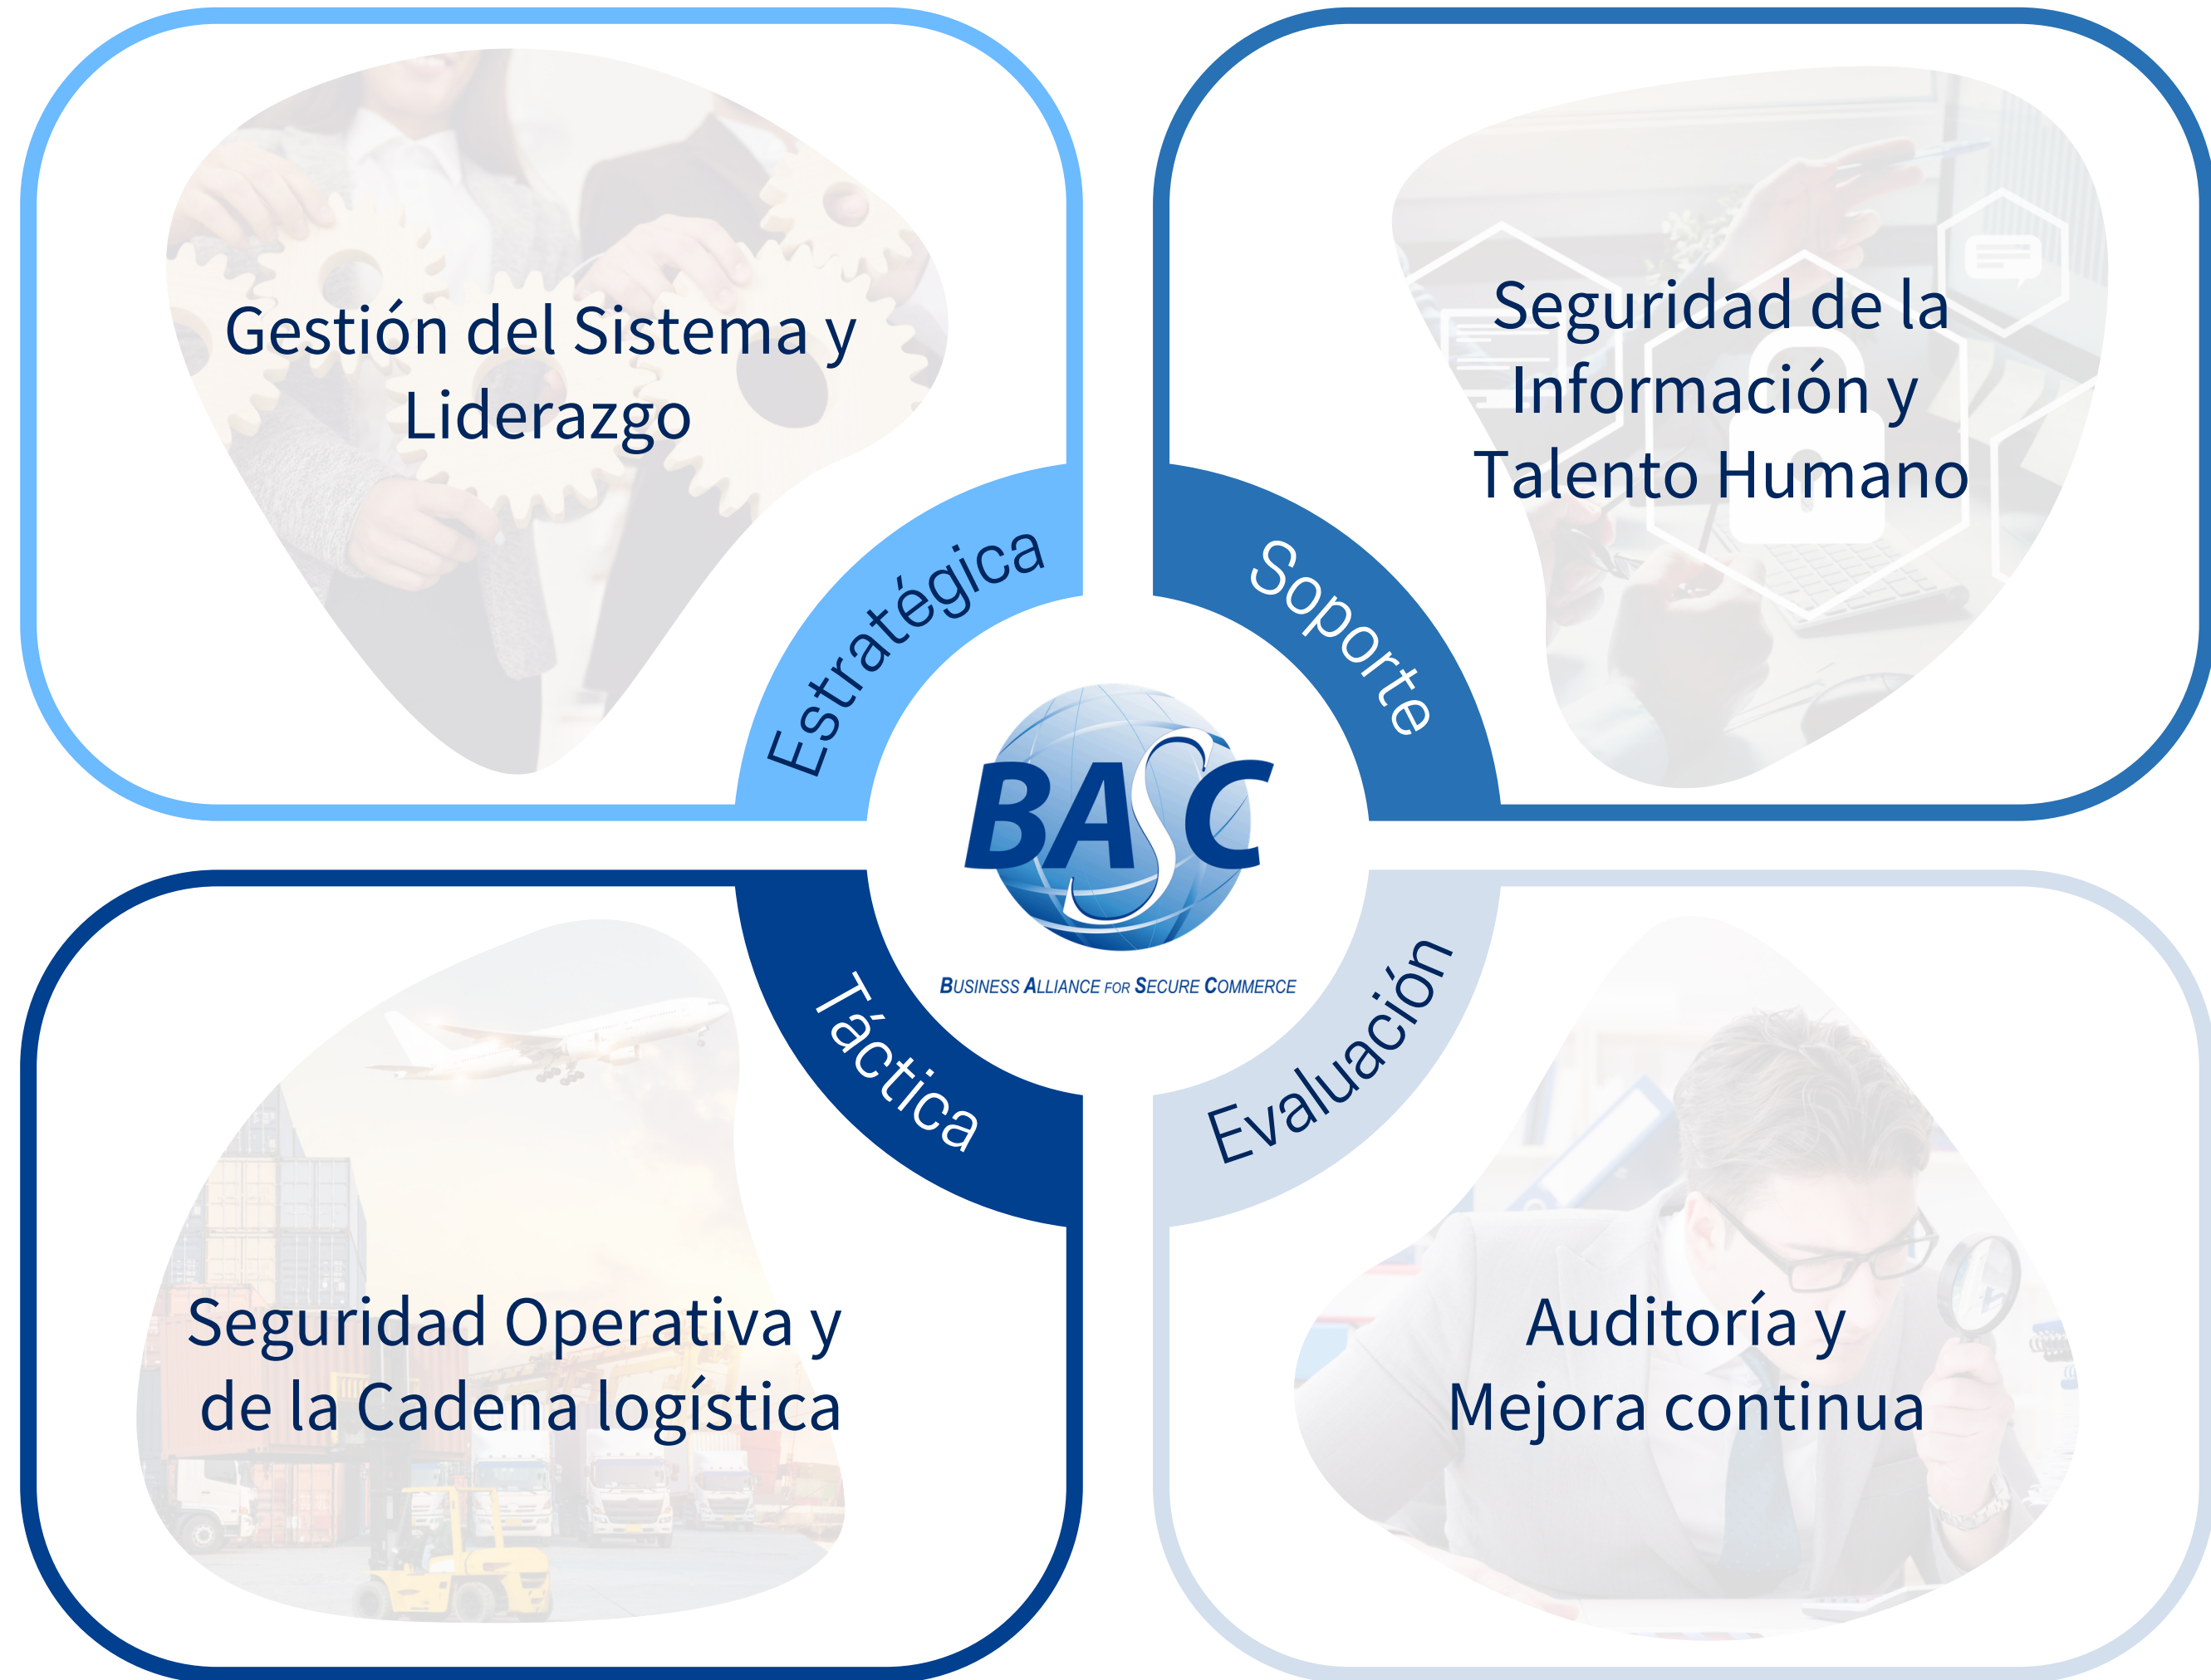 Gestión del Sistema y
Liderazgo
Estratégica
Seguridad de la
Información y
Talento Humano
Soporte
BASC
BUSINESS ALLIANCE FOR SECURE COMMERCE
Táctica
Seguridad Operativa y
de la Cadena logística
Evaluación
Auditoría y
Mejora continua